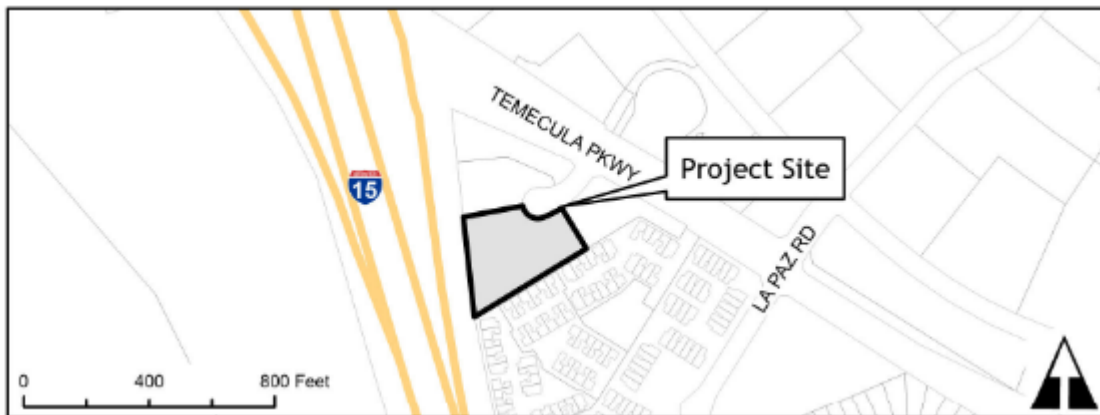 TEMECULA PKWY
Project Site
15
LA PAZ RD
0 400 800 Feet